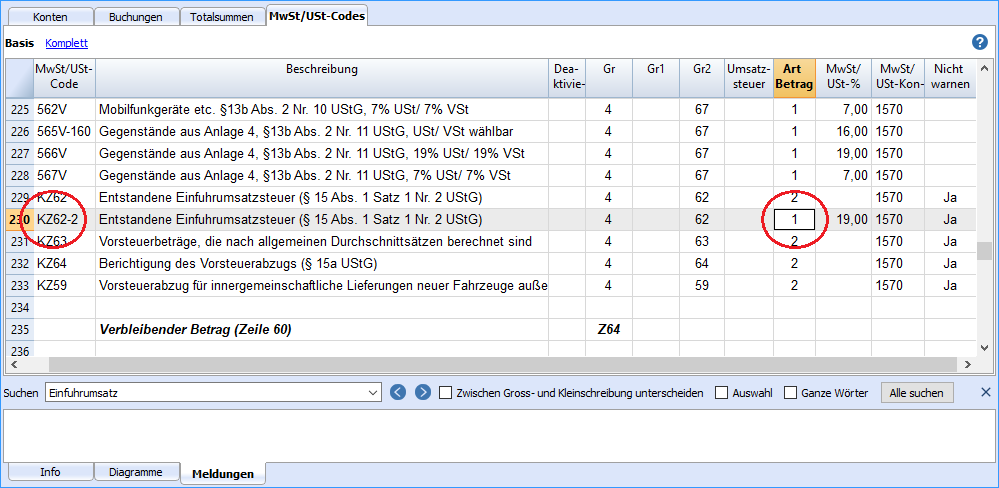 Konten Buchungen Totalsummen MwSt/USt-Codes
Basis Komplett ?
MwSt/USt-Code Beschreibung Dea-ktivie- Gr Gr1 Gr2 Umsatz-steuer Art Betrag MwSt/USt-% MwSt/USt-Kon- Nicht warnen
225 562V Mobilfunkgeräte etc. §13b Abs. 2 Nr. 10 UStG, 7% USt/ 7% VSt 4 67 1 7,00 1570
226 565V-160 Gegenstände aus Anlage 4, §13b Abs. 2 Nr. 11 UStG, USt/ VSt wählbar 4 67 1 16,00 1570
227 566V Gegenstände aus Anlage 4, §13b Abs. 2 Nr. 11 UStG, 19% USt/ 19% VSt 4 67 1 19,00 1570
228 567V Gegenstände aus Anlage 4, §13b Abs. 2 Nr. 11 UStG, 7% USt/ 7% VSt 4 67 1 7,00 1570
229 KZ62 Entstandene Einfuhrumsatzsteuer (§ 15 Abs. 1 Satz 1 Nr. 2 UStG) 4 62 2 1570 Ja
230 KZ62-2 Entstandene Einfuhrumsatzsteuer (§ 15 Abs. 1 Satz 1 Nr. 2 UStG) 4 62 1 19,00 1570 Ja
231 KZ63 Vorsteuerbeträge, die nach allgemeinen Durchschnittsätzen berechnet sind 4 63 2 1570 Ja
232 KZ64 Berichtigung des Vorsteuerabzugs (§ 15a UStG) 4 64 2 1570 Ja
233 KZ59 Vorsteuerabzug für innergemeinschaftliche Lieferungen neuer Fahrzeuge auße 4 59 2 1570 Ja
234
235 Verbleibender Betrag (Zeile 60) Z64
236
Suchen Einfuhrumsatz Zwischen Gross- und Kleinschreibung unterscheiden Auswahl Ganze Wörter Alle suchen
Info Diagramme Meldungen